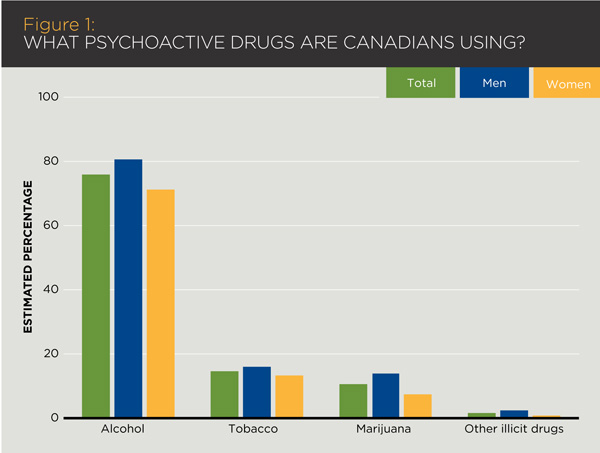 Figure 1:
WHAT PSYCHOACTIVE DRUGS ARE CANADIANS USING?
Total Men Women
100
80
60
40
20
0
ESTIMATED PERCENTAGE
Alcohol Tobacco Marijuana Other illicit drugs